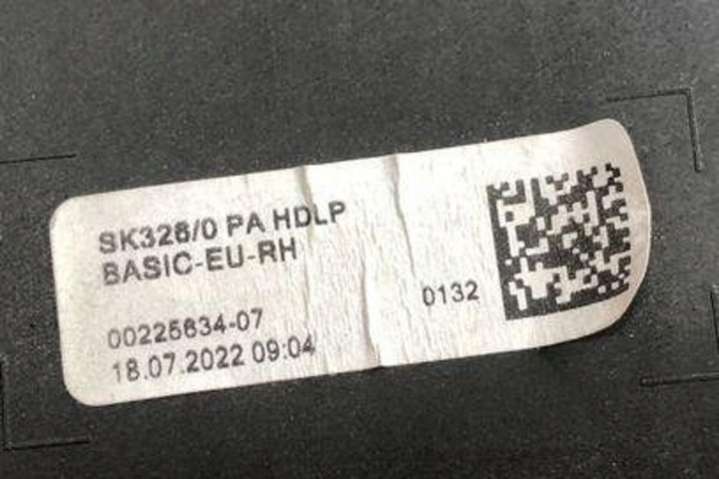 SK326/0 PA HDLP
BASIC-EU-RH
0132
00225634-07
18.07.2022 09:04